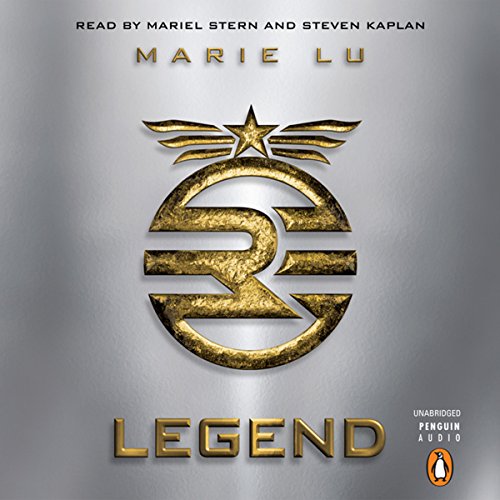 READ BY MARIEL STERN AND STEVEN KAPLAN
MARIE LU
R
LEGEND
UNABRIDGED
PENGUIN
AUDIO